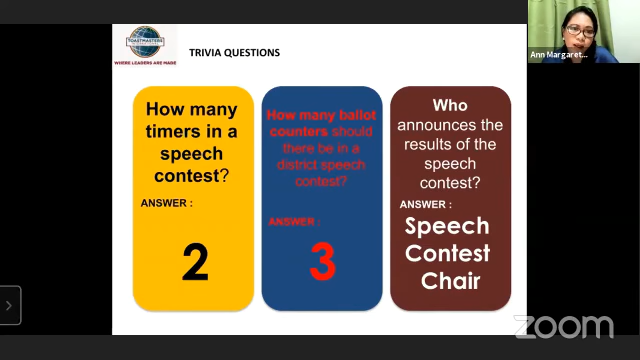 TOASTMASTERS
INTERNATIONAL
WHERE LEADERS ARE MADE
TRIVIA QUESTIONS
How many
timers in a
speech
contest?
ANSWER :
2
How many ballot
counters should
there be in a
district speech
contest?
ANSWER :
3
Who
announces the
results of the
speech
contest?
ANSWER :
Speech
Contest
Chair
Ann Margaret...
zoom